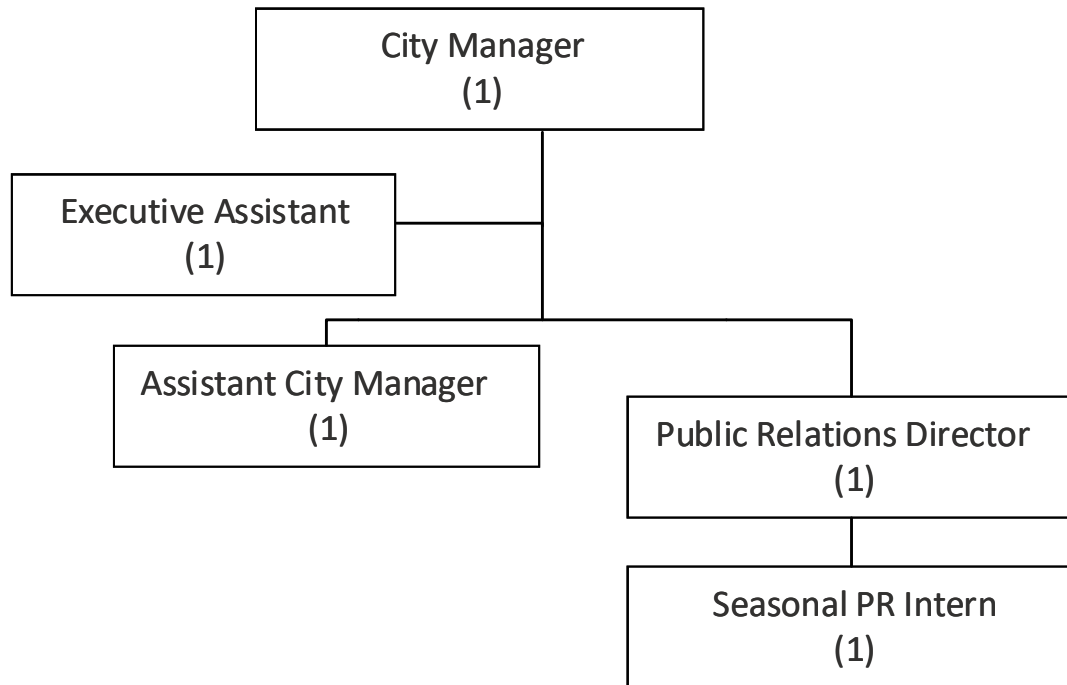 City Manager
(1)
Executive Assistant
(1)
Assistant City Manager
(1)
Public Relations Director
(1)
Seasonal PR Intern
(1)